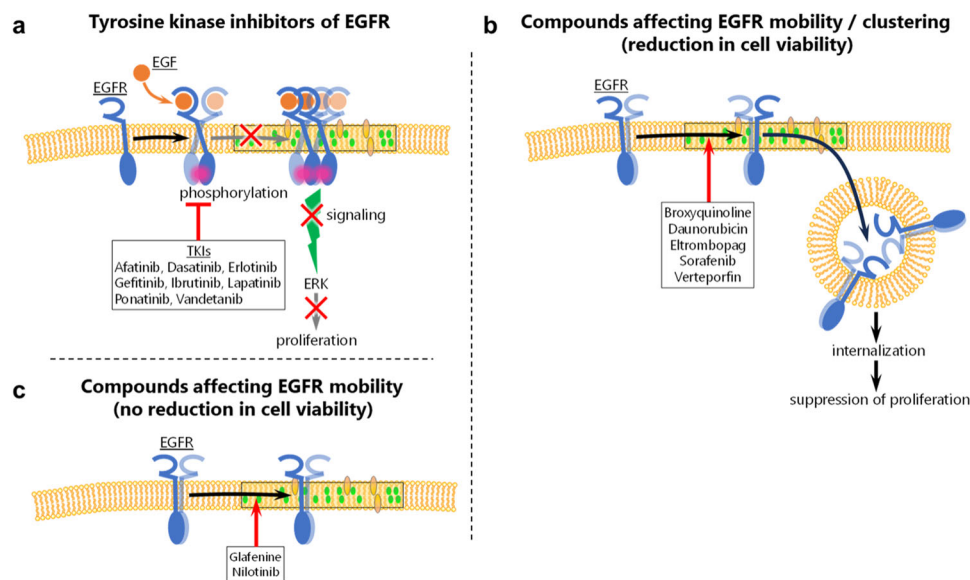 a
Tyrosine kinase inhibitors of EGFR
EGF
EGFR
phosphorylation
signaling
TKIs
Afatinib, Dasatinib, Erlotinib
Gefitinib, Ibrutinib, Lapatinib
Ponatinib, Vandetanib
ERK
proliferation
b
Compounds affecting EGFR mobility / clustering
(reduction in cell viability)
EGFR
Broxyquinoline
Daunorubicin
Eltrombopag
Sorafenib
Verteporfin
internalization
suppression of proliferation
c
Compounds affecting EGFR mobility
(no reduction in cell viability)
EGFR
Glafenine
Nilotinib